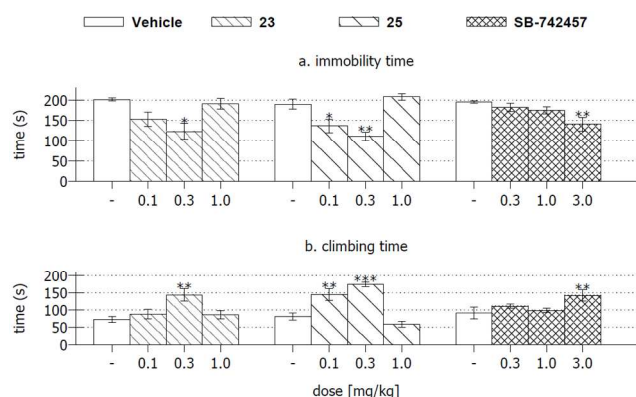 Vehicle 23 25 SB-742457
a. immobility time
time (s)
200
150
100
50
0
* * ** **
- 0.1 0.3 1.0 - 0.1 0.3 1.0 - 0.3 1.0 3.0
b. climbing time
time (s)
200
150
100
50
0
** ** *** **
- 0.1 0.3 1.0 - 0.1 0.3 1.0 - 0.3 1.0 3.0
dose [mg/kg]